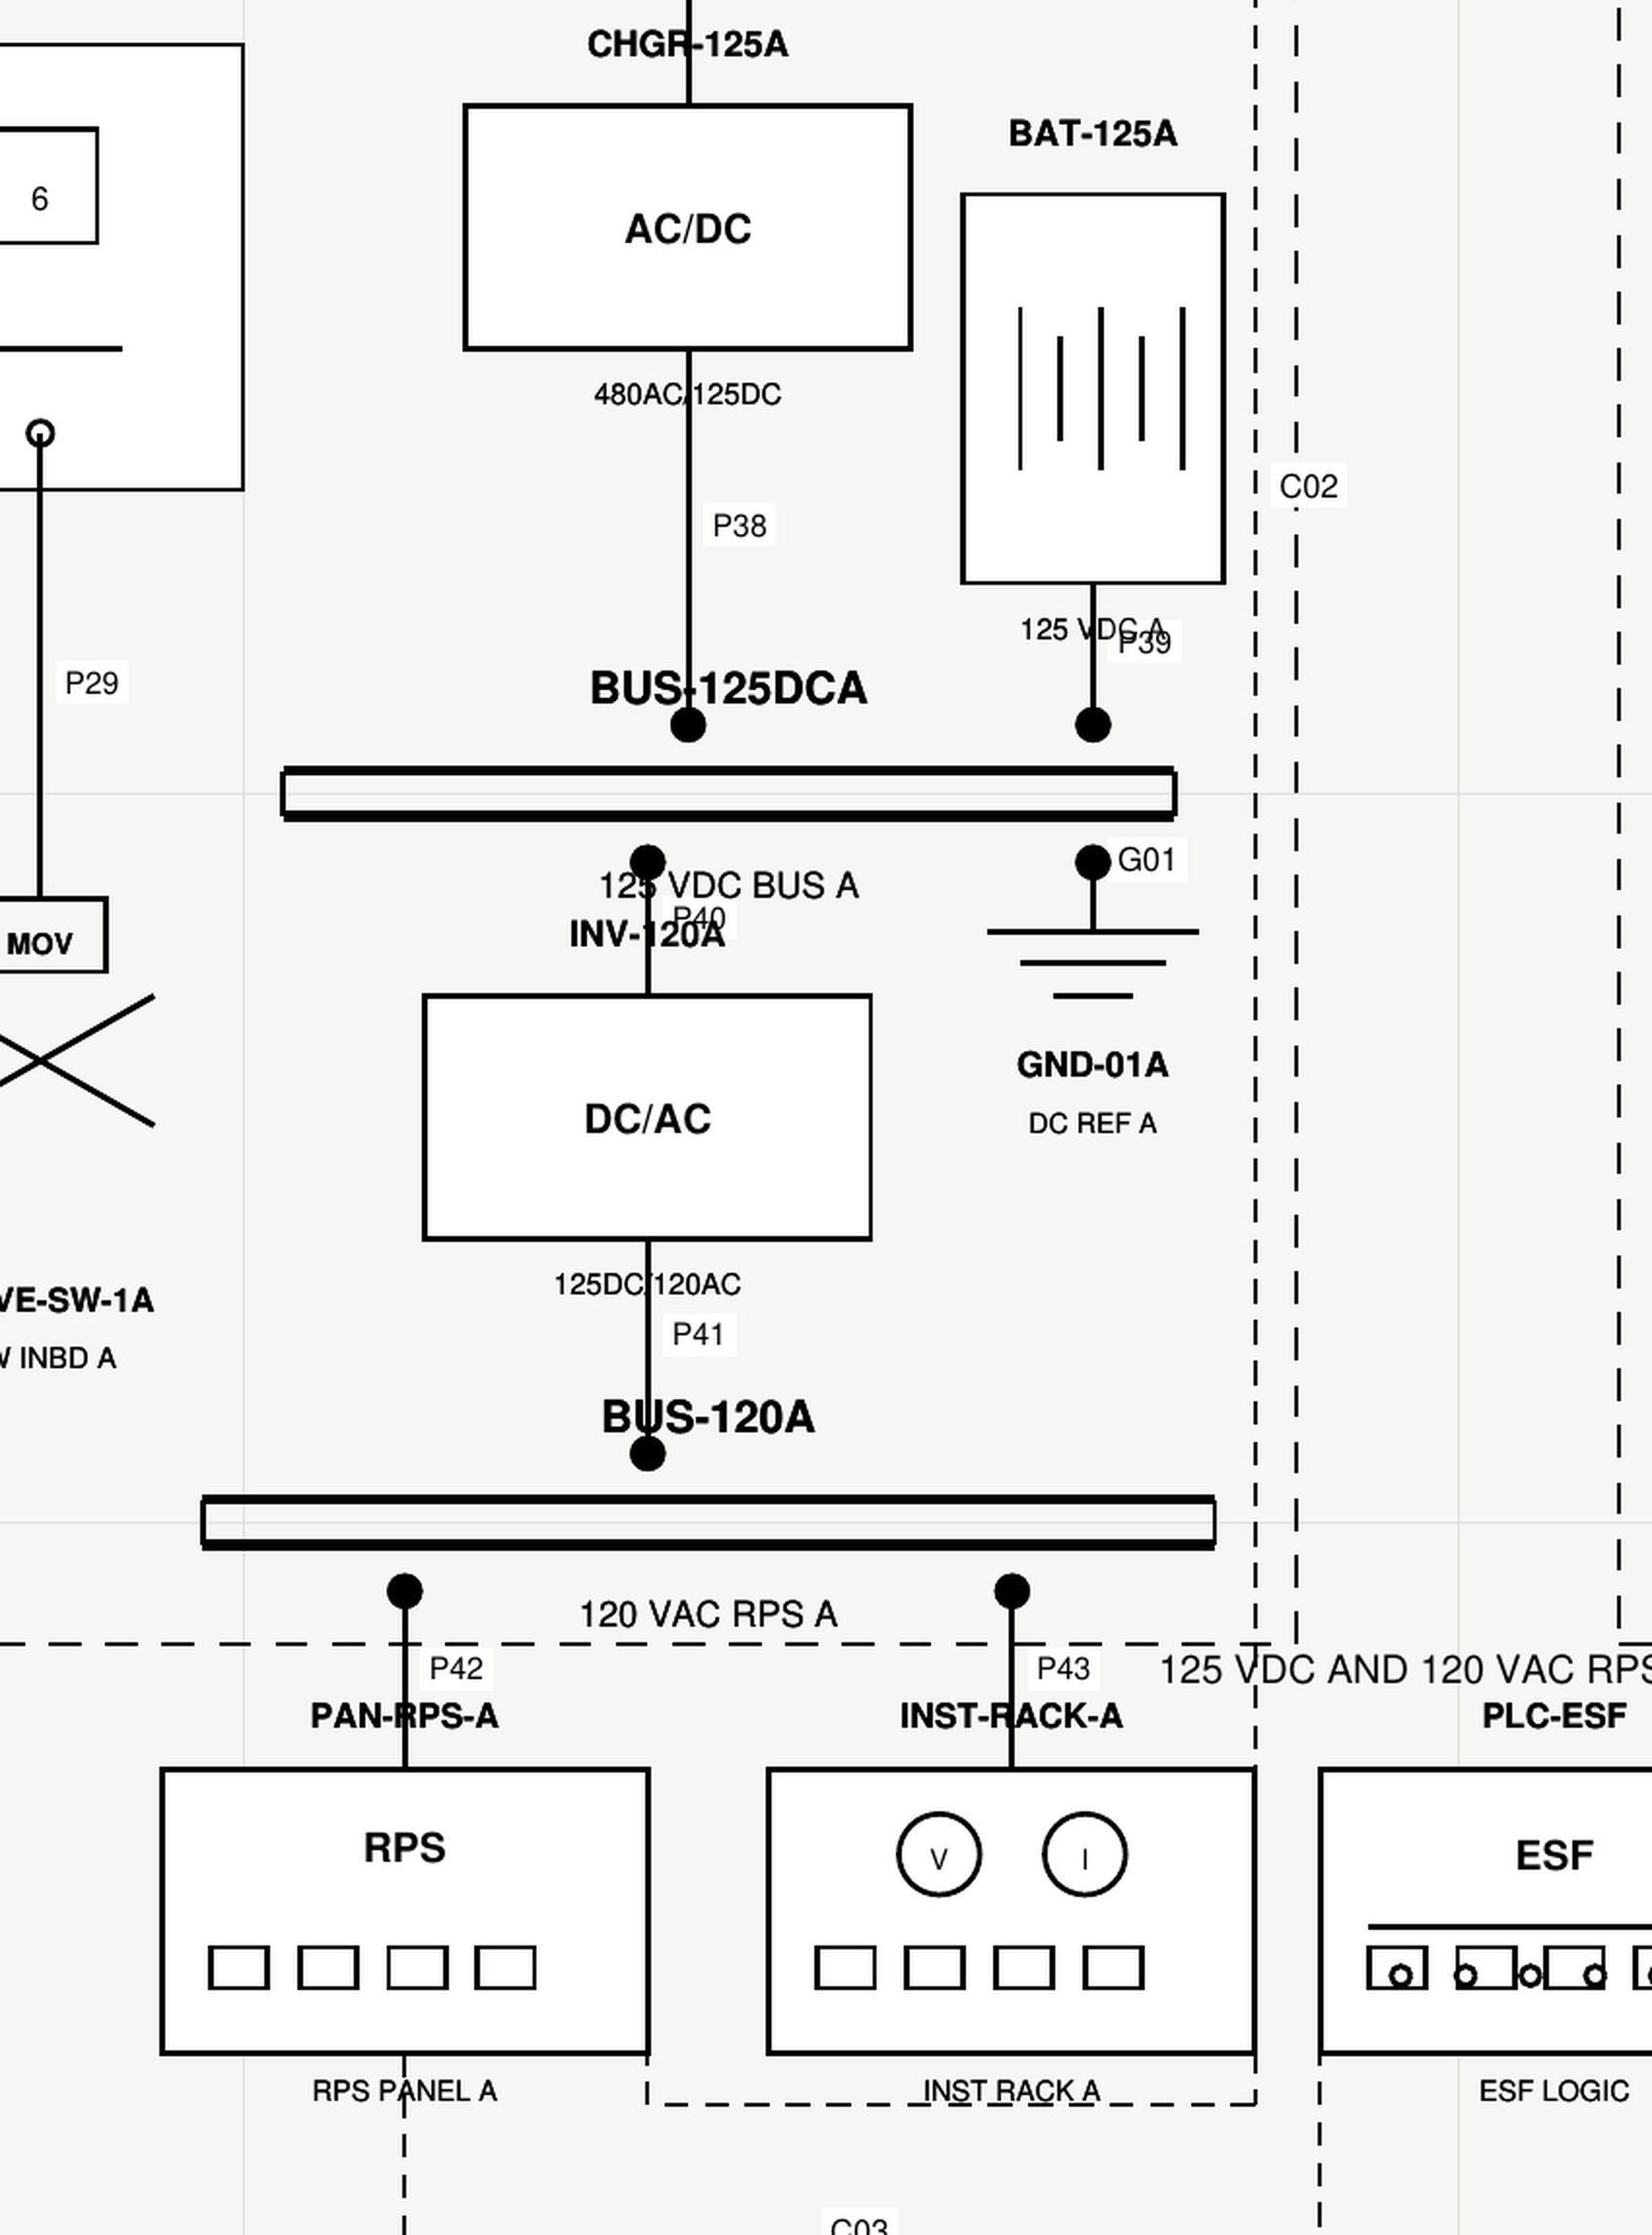 CHGR-125A
BAT-125A
6
AC/DC
480AC/125DC
C02
P38
125 VDC A
P39
P29
BUS-125DCA
G01
125 VDC BUS A
P40
INV-120A
MOV
GND-01A
DC/AC
DC REF A
125DC/120AC
VE-SW-1A
P41
INBD A
BUS-120A
120 VAC RPS A
P42
P43
125 VDC AND 120 VAC RPS
PAN-RPS-A
INST-RACK-A
PLC-ESF
RPS
V
I
ESF
RPS PANEL A
INST RACK A
ESF LOGIC
C03